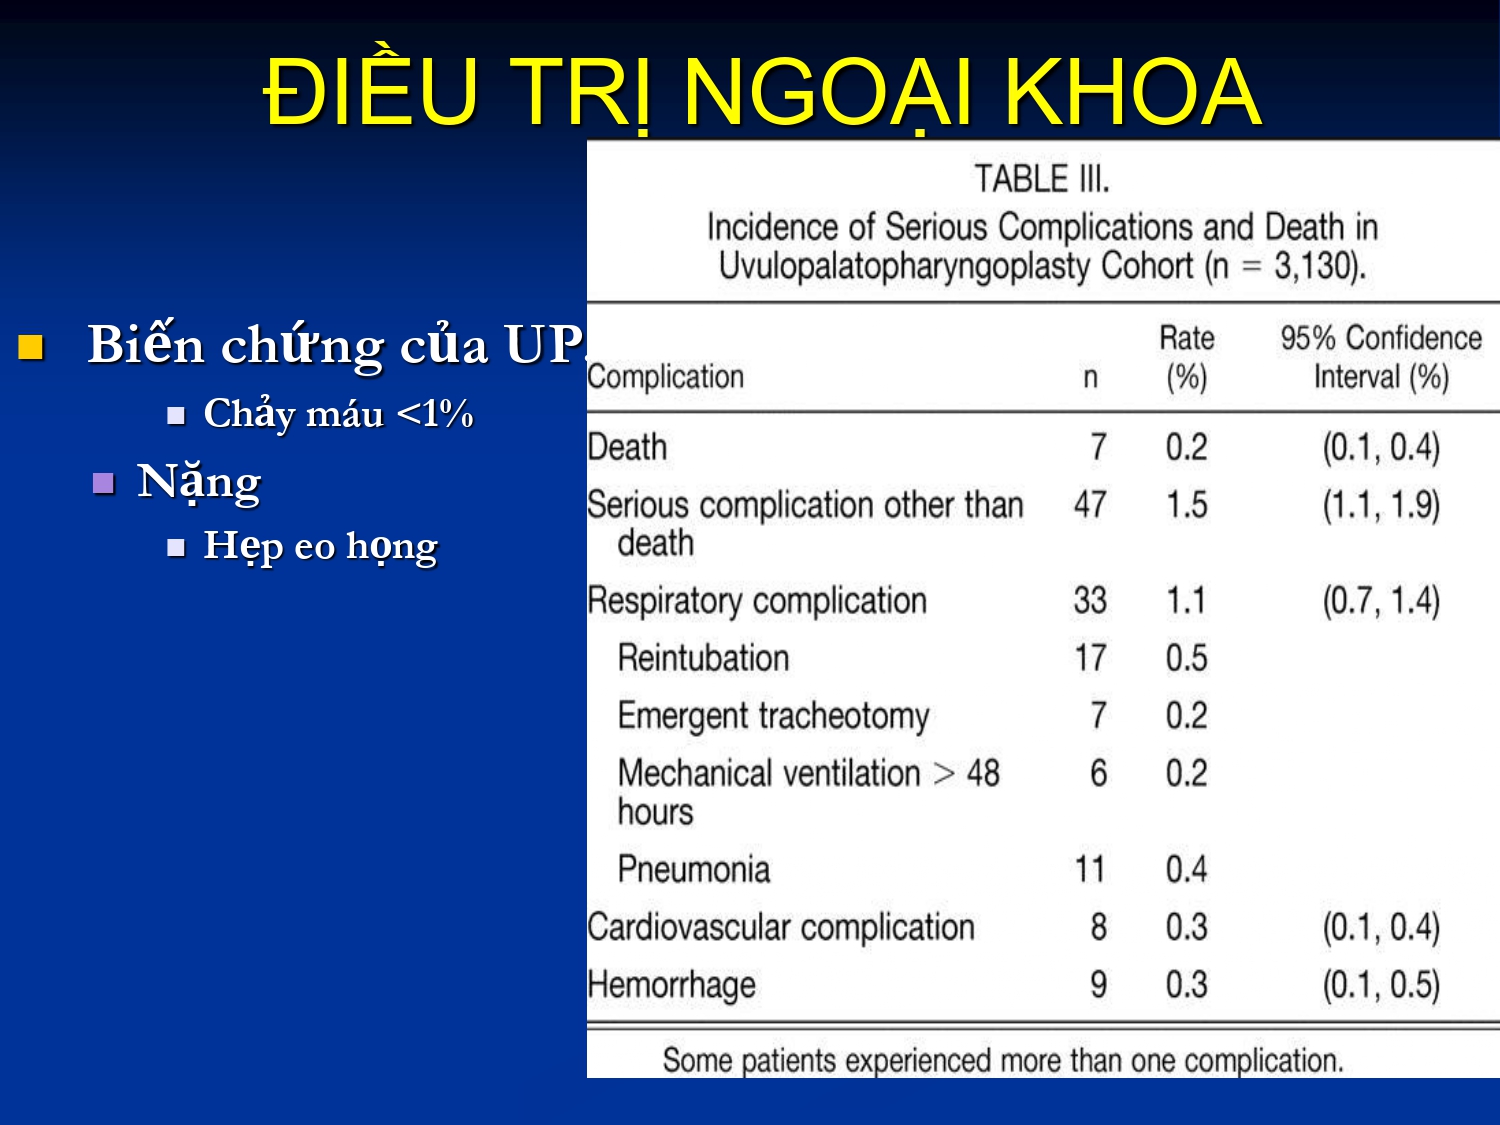 ĐIỀU TRỊ NGOẠI KHOA
Biến chứng của UP
Chảy máu <1%
Nặng
Hẹp eo họng
TABLE III.
Incidence of Serious Complications and Death in
Uvulopalatopharyngoplasty Cohort (n = 3,130).
Complication n Rate (%) 95% Confidence Interval (%)
Death 7 0.2 (0.1, 0.4)
Serious complication other than 47 1.5 (1.1, 1.9)
death
Respiratory complication 33 1.1 (0.7, 1.4)
Reintubation 17 0.5
Emergent tracheotomy 7 0.2
Mechanical ventilation > 48 6 0.2
hours
Pneumonia 11 0.4
Cardiovascular complication 8 0.3 (0.1, 0.4)
Hemorrhage 9 0.3 (0.1, 0.5)
Some patients experienced more than one complication.